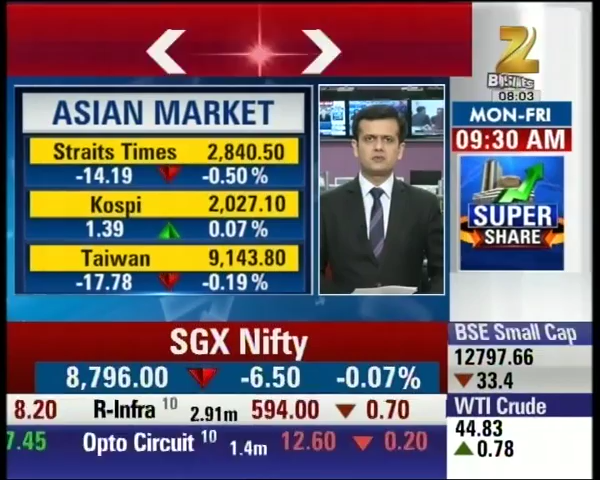 Z
BUSINESS
08:03
ASIAN MARKET
Straits Times 2,840.50
-14.19 -0.50 %
Kospi 2,027.10
1.39 0.07 %
Taiwan 9,143.80
-17.78 -0.19 %
MON-FRI
09:30 AM
SUPER
SHARE
SGX Nifty
8,796.00 -6.50 -0.07%
BSE Small Cap
12797.66
33.4
WTI Crude
44.83
0.78
8.20 R-Infra 10 2.91m 594.00 0.70
7.45 Opto Circuit 10 1.4m 12.60 0.20